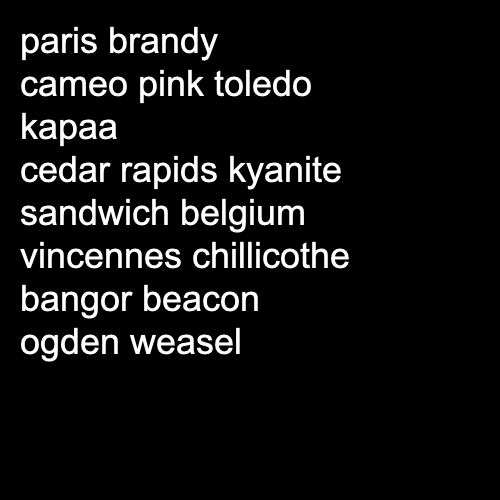 paris brandy
cameo pink toledo
kapaa
cedar rapids kyanite
sandwich belgium
vincennes chillicothe
bangor beacon
ogden weasel